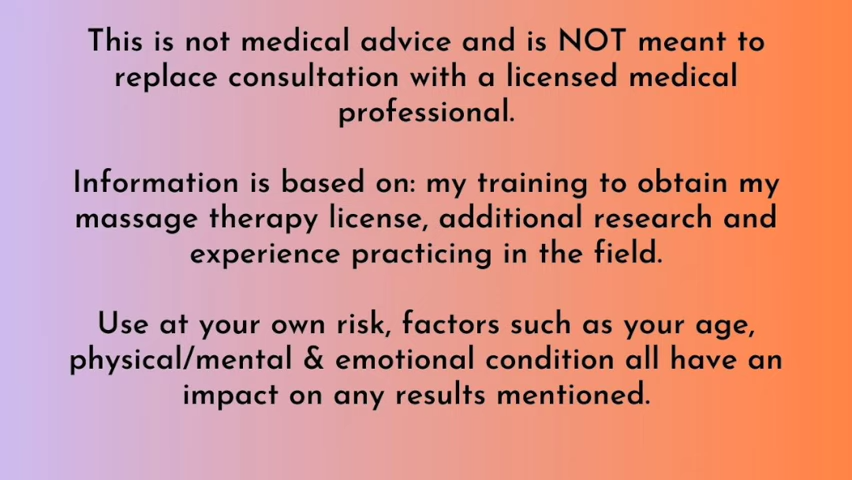 This is not medical advice and is NOT meant to
replace consultation with a licensed medical
professional.
Information is based on: my training to obtain my
massage therapy license, additional research and
experience practicing in the field.
Use at your own risk, factors such as your age,
physical/mental & emotional condition all have an
impact on any results mentioned.